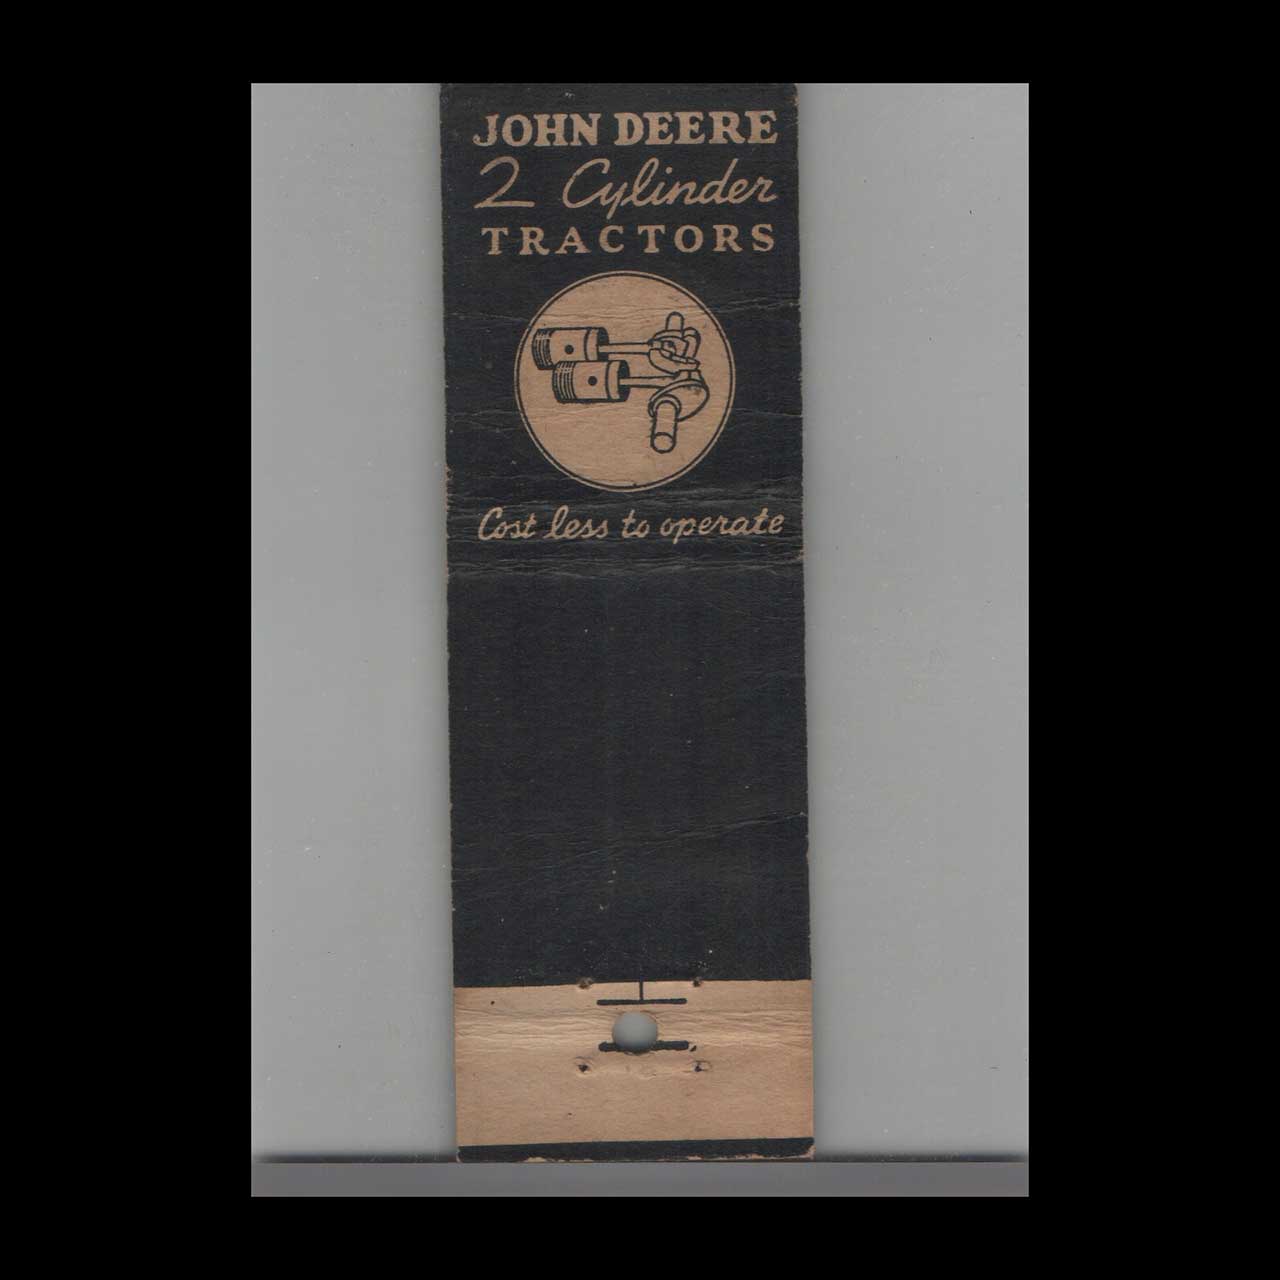 JOHN DEERE
2 Cylinder
TRACTORS
Cost less to operate